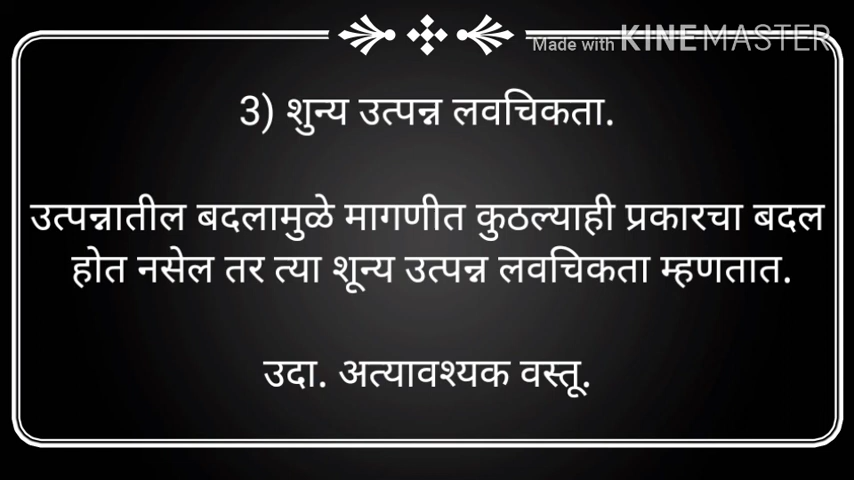 Made with KINEMASTER
3) शुन्य उत्पन्न लवचिकता.
उत्पन्नातील बदलामुळे मागणीत कुठल्याही प्रकारचा बदल
होत नसेल तर त्या शून्य उत्पन्न लवचिकता म्हणतात.
उदा. अत्यावश्यक वस्तू.